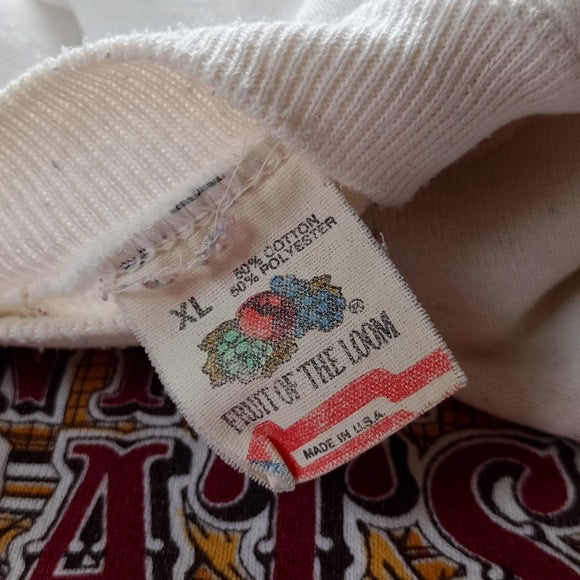 50% COTTON
50% POLYESTER
XL
®
FRUIT OF THE LOOM
MADE IN U.S.A.